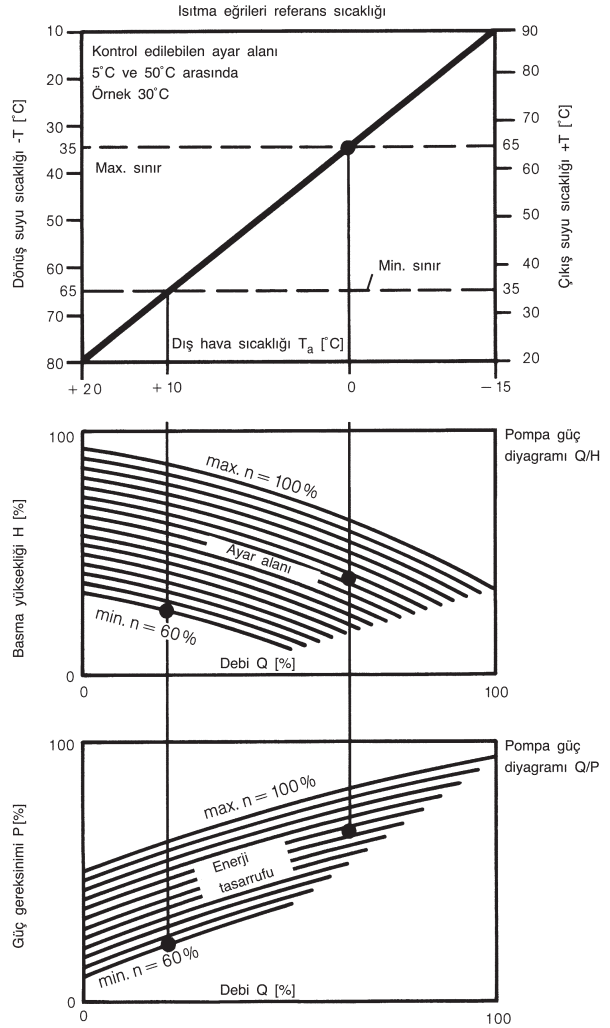 Isıtma eğrileri referans sıcaklığı
10
20
30
35
40
50
60
65
70
80
Dönüş suyu sıcaklığı -T [˚C]
Kontrol edilebilen ayar alanı
5˚C ve 50˚C arasında
Örnek 30˚C
Max. sınır
Min. sınır
Dış hava sıcaklığı Ta [˚C]
90
80
70
65
60
50
40
35
30
20
Çıkış suyu sıcaklığı +T [˚C]
+ 20
+ 10
0
− 15
Pompa güç
diyagramı Q/H
100
0
Basma yüksekliği H [%]
max. n = 100%
Ayar alanı
min. n = 60%
Debi Q [%]
0
100
Pompa güç
diyagramı Q/P
100
0
Güç gereksinimi P[%]
max. n = 100%
Enerji
tasarrufu
min. n = 60%
Debi Q [%]
0
100